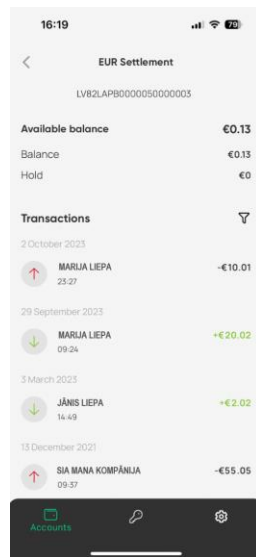 16:19
79
EUR Settlement
LV82LAPB0000050000003
Available balance €0.13
Balance €0.13
Hold €0
Transactions
2 October 2023
MARIJA LIEPA -€10.01
23:27
29 September 2023
MARIJA LIEPA +€20.02
09:24
3 March 2023
JĀNIS LIEPA +€2.02
14:49
13 December 2021
SIA MANA KOMPĀNIJA -€55.05
09:37
Accounts